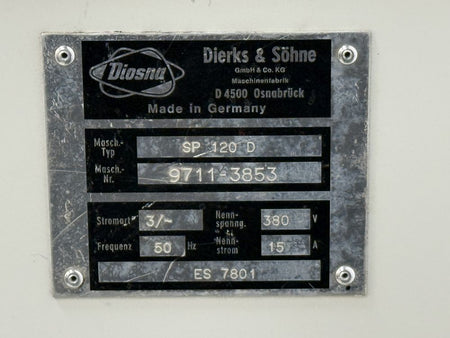 Diosna
Dierks & Söhne
GmbH & Co. KG
Maschinenfabrik
D 4500 Osnabrück
Made in Germany
Masch.-
Typ SP 120 D
Masch.-
Nr. 9711-3853
Stromart 3/~ Nenn-
spanng. 380 V
Frequenz 50 Hz Nenn-
strom 15 A
ES 7801